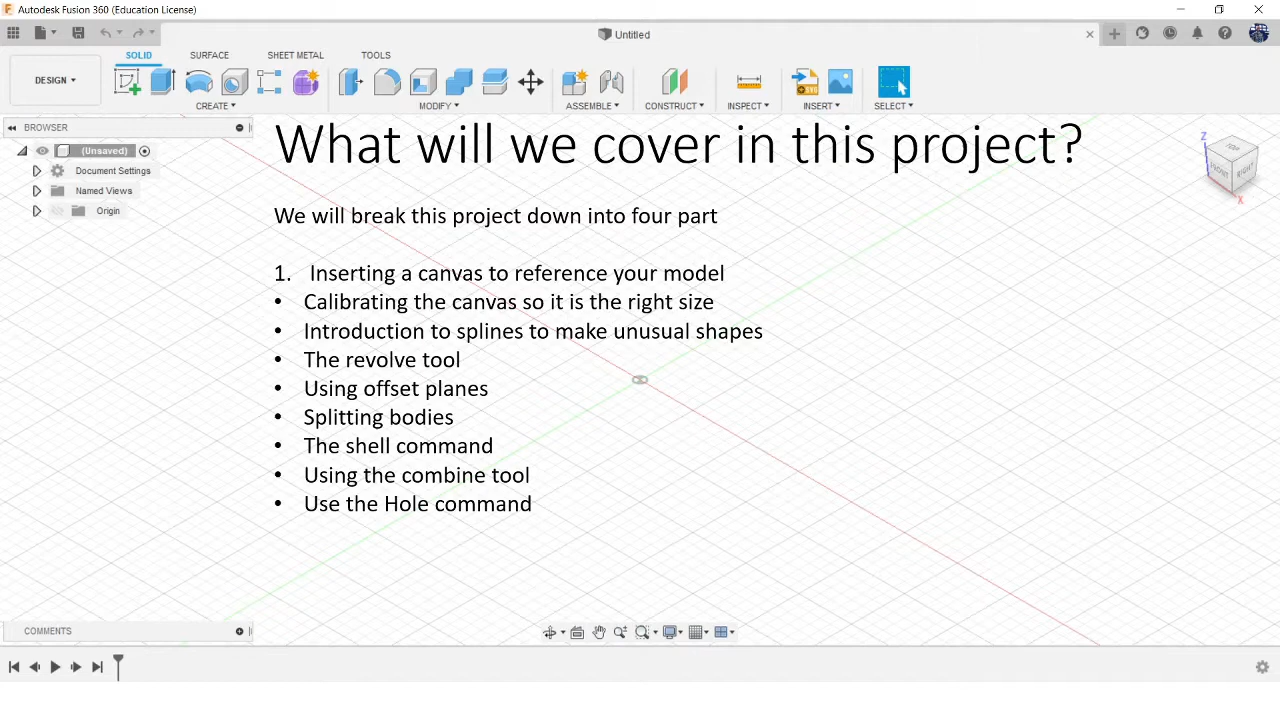 Autodesk Fusion 360 (Education License)
Untitled
SOLID SURFACE SHEET METAL TOOLS
DESIGN
CREATE MODIFY ASSEMBLE CONSTRUCT INSPECT INSERT SELECT
BROWSER
(Unsaved)
Document Settings
Named Views
Origin
What will we cover in this project?
We will break this project down into four part
1. Inserting a canvas to reference your model
• Calibrating the canvas so it is the right size
• Introduction to splines to make unusual shapes
• The revolve tool
• Using offset planes
• Splitting bodies
• The shell command
• Using the combine tool
• Use the Hole command
Z
TOP
FRONT RIGHT
X
COMMENTS